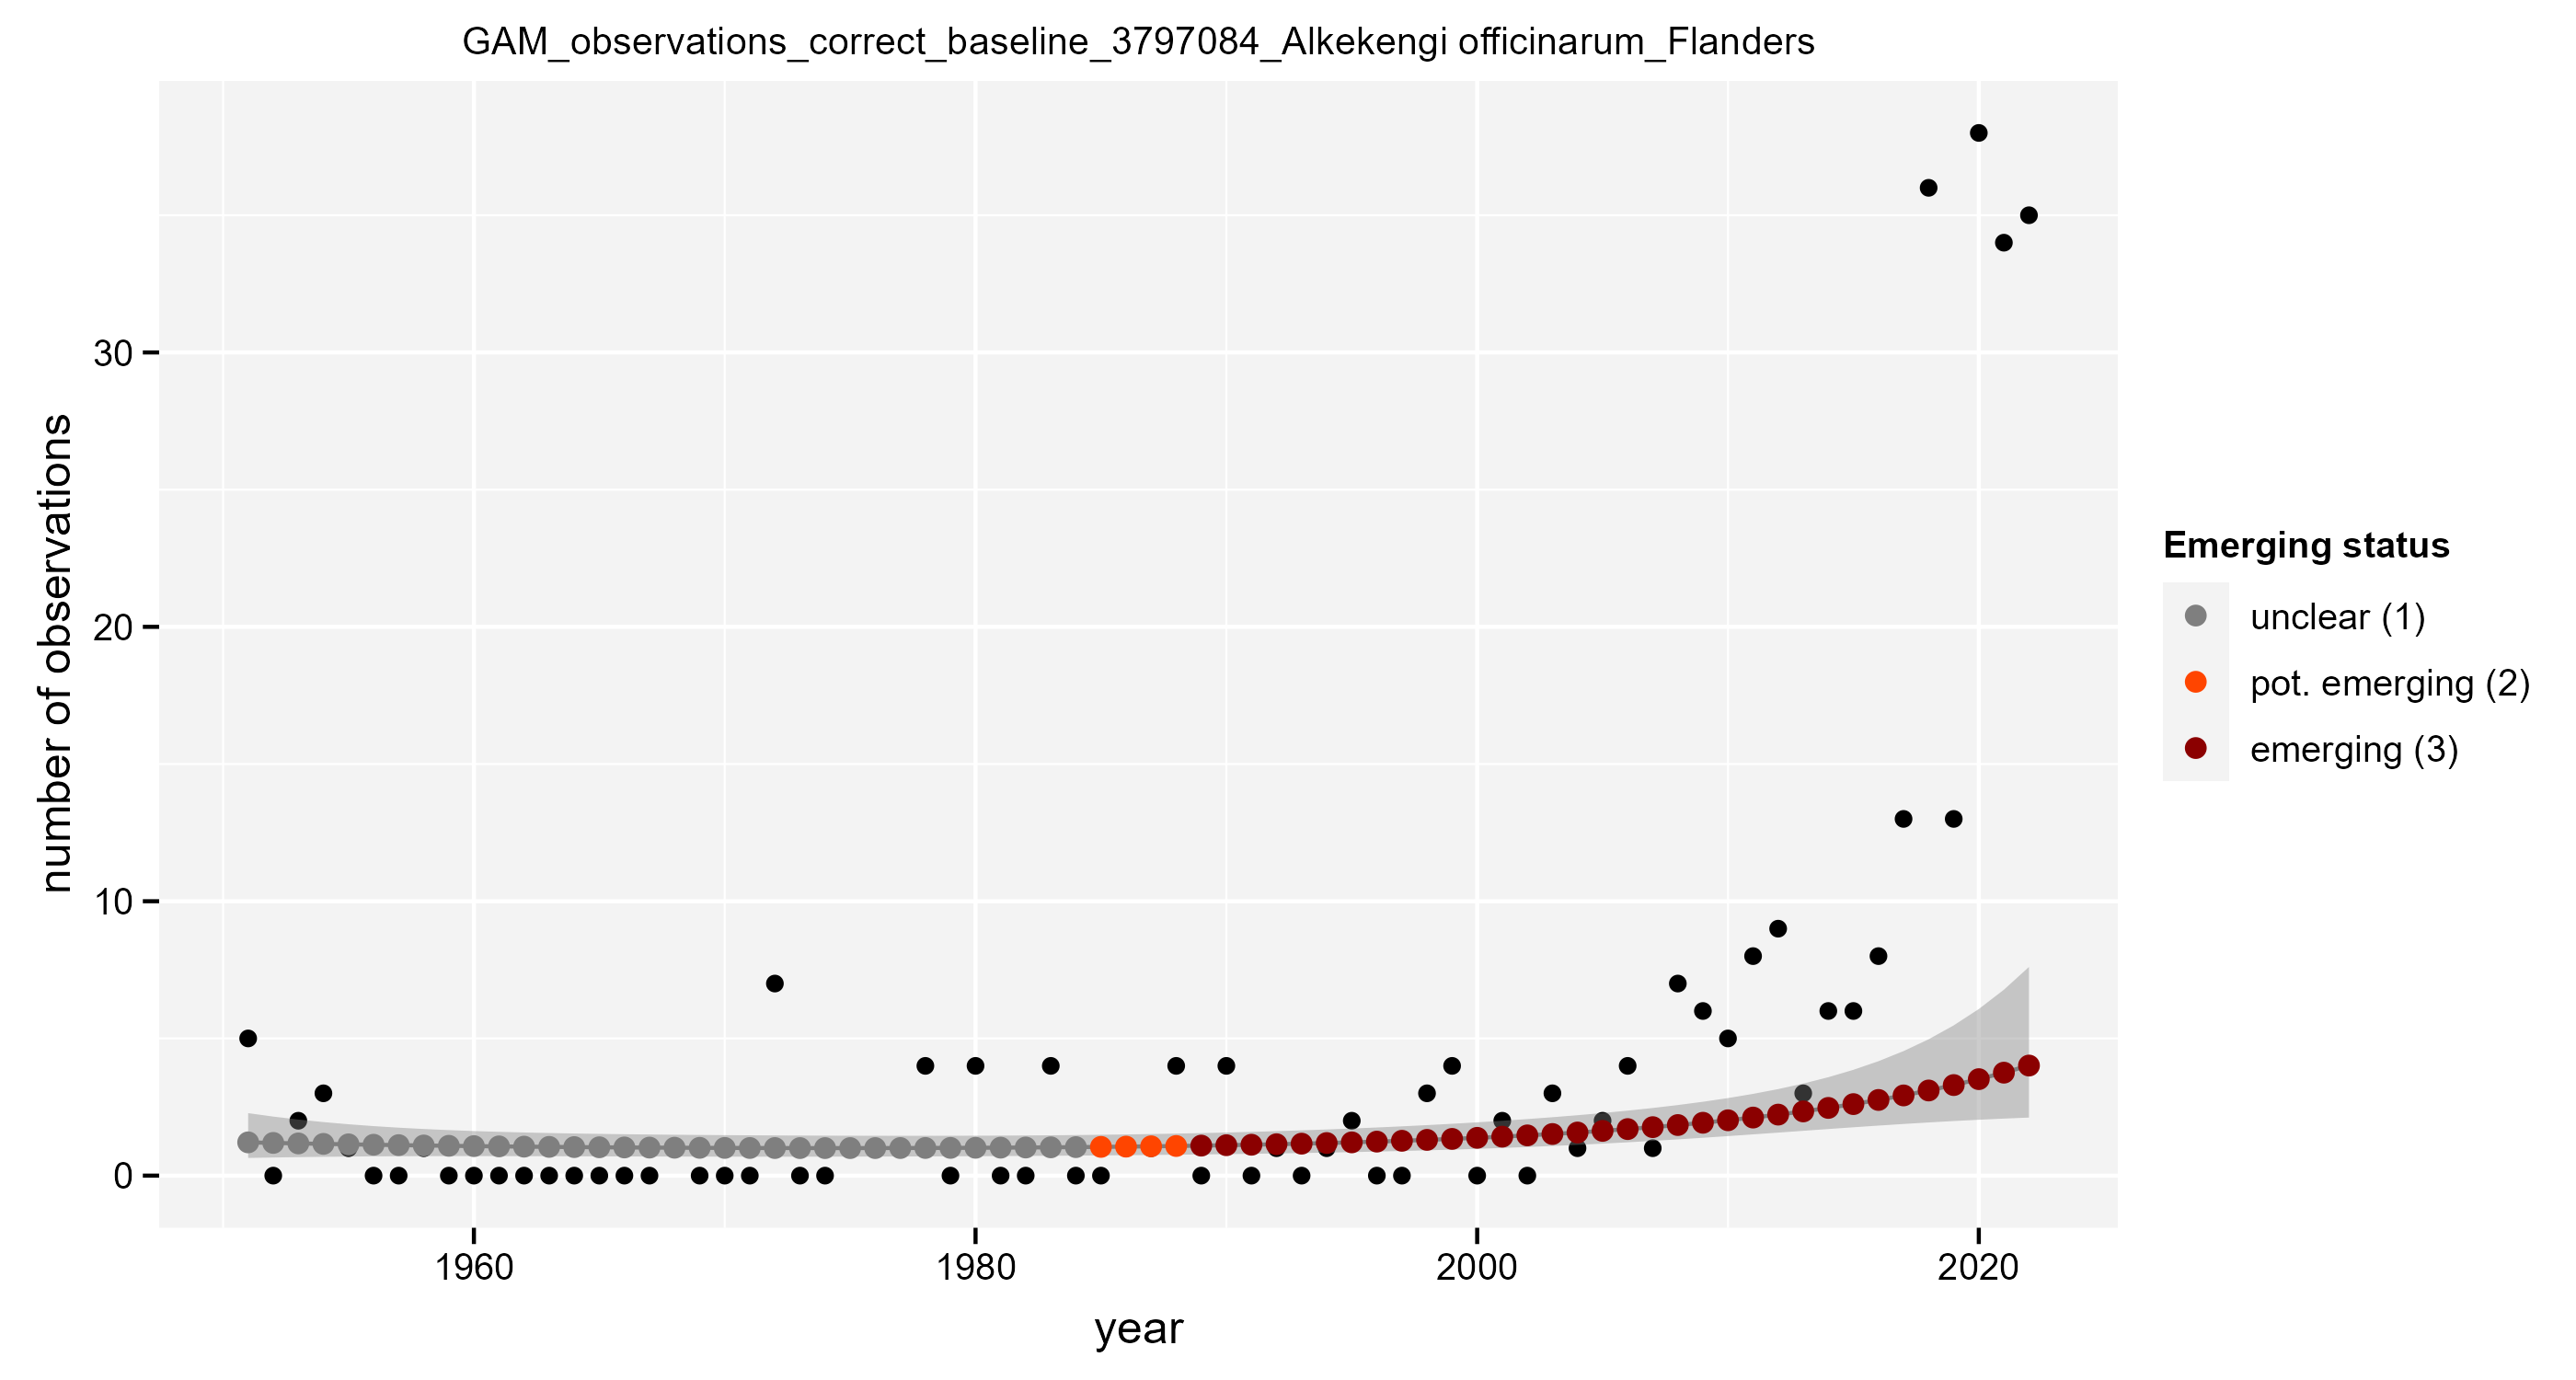 GAM_observations_correct_baseline_3797084_Alkekengi officinarum_Flanders
number of observations
30
20
10
0
1960
1980
2000
2020
year
Emerging status
unclear (1)
pot. emerging (2)
emerging (3)